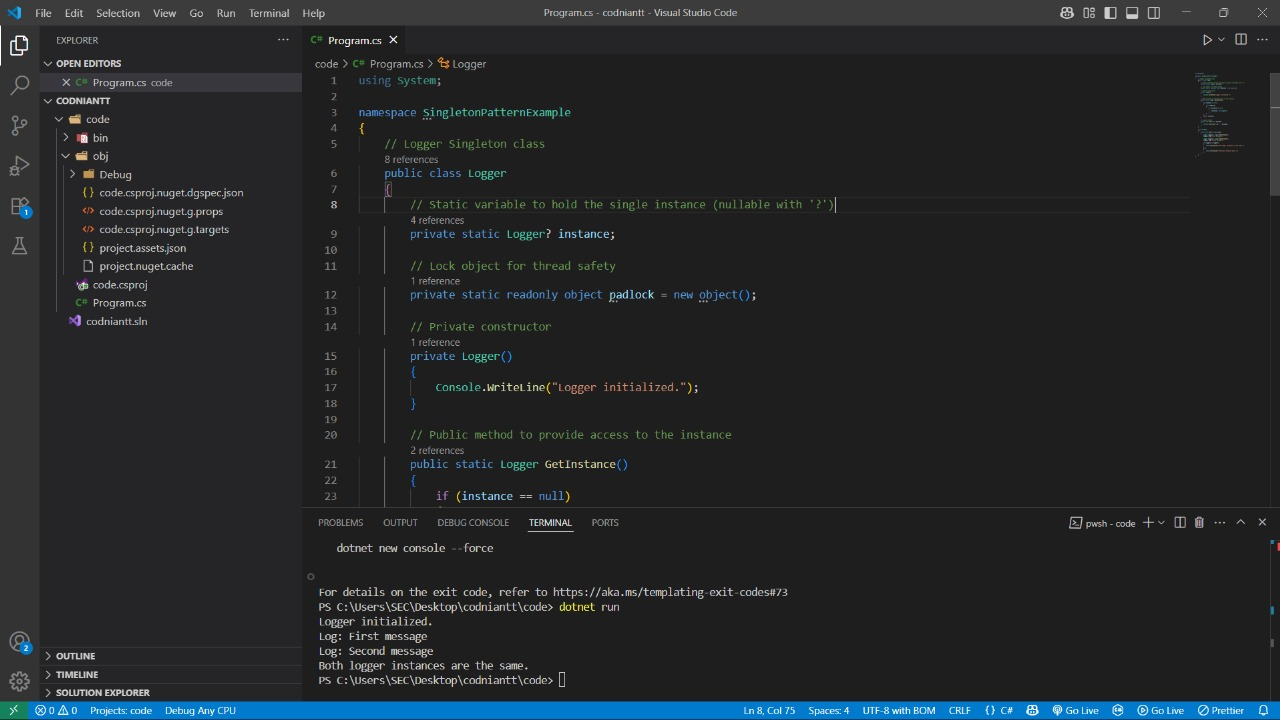 File Edit Selection View Go Run Terminal Help
Program.cs - codniantt - Visual Studio Code
EXPLORER
OPEN EDITORS
C# Program.cs code
CODNIANTT
code
bin
obj
Debug
{} code.csproj.nuget.dgspec.json
<> code.csproj.nuget.g.props
<> code.csproj.nuget.g.targets
{} project.assets.json
project.nuget.cache
code.csproj
C# Program.cs
codniantt.sln
OUTLINE
TIMELINE
SOLUTION EXPLORER
1
2
C# Program.cs
code > C# Program.cs > Logger
1 using System;
2
3 namespace SingletonPatternExample
4 {
5 // Logger Singleton class
8 references
6 public class Logger
7 {
8 // Static variable to hold the single instance (nullable with '?')
4 references
9 private static Logger? instance;
10
11 // Lock object for thread safety
1 reference
12 private static readonly object padlock = new object();
13
14 // Private constructor
1 reference
15 private Logger()
16 {
17 Console.WriteLine("Logger initialized.");
18 }
19
20 // Public method to provide access to the instance
2 references
21 public static Logger GetInstance()
22 {
23 if (instance == null)
PROBLEMS OUTPUT DEBUG CONSOLE TERMINAL PORTS
pwsh - code
dotnet new console --force
For details on the exit code, refer to https://aka.ms/templating-exit-codes#73
PS C:\Users\SEC\Desktop\codniantt\code> dotnet run
Logger initialized.
Log: First message
Log: Second message
Both logger instances are the same.
PS C:\Users\SEC\Desktop\codniantt\code>
0 0 Projects: code Debug Any CPU
Ln 8, Col 75 Spaces: 4 UTF-8 with BOM CRLF {} C# Go Live Go Live Prettier